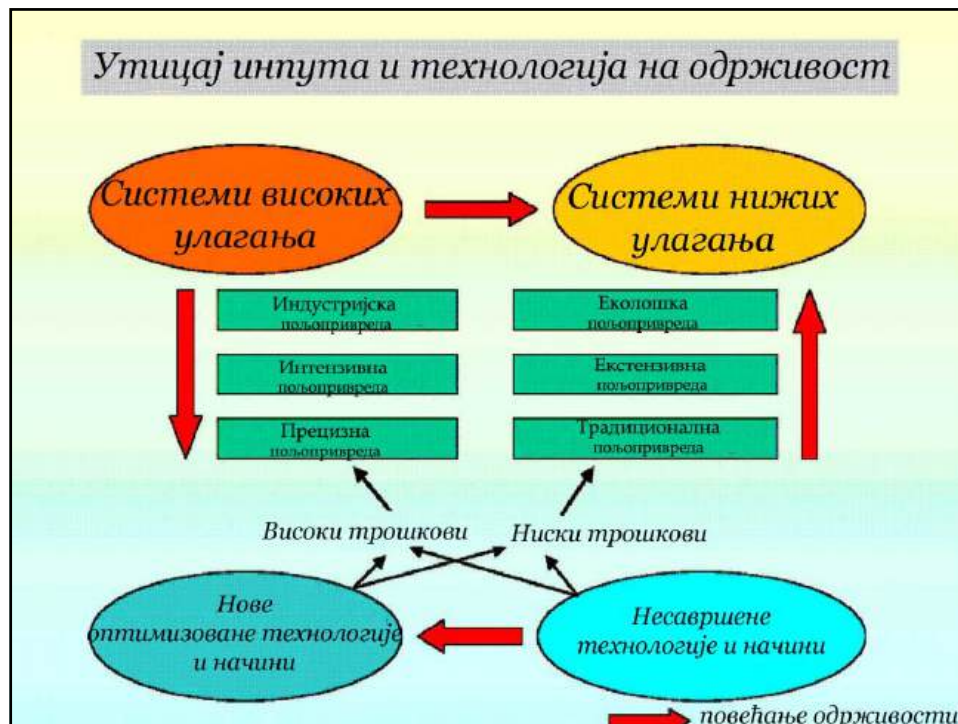 Утицај инпута и технологија на одрживост
Системи високих
улагања
Системи нижих
улагања
Индустријска
пољопривреда
Интензивна
пољопривреда
Прецизна
пољопривреда
Еколошка
пољопривреда
Екстензивна
пољопривреда
Традиционална
пољопривреда
Високи трошкови
Ниски трошкови
Нове
оптимизоване технологије
и начини
Несавршене
технологије и начини
повећање одрживости